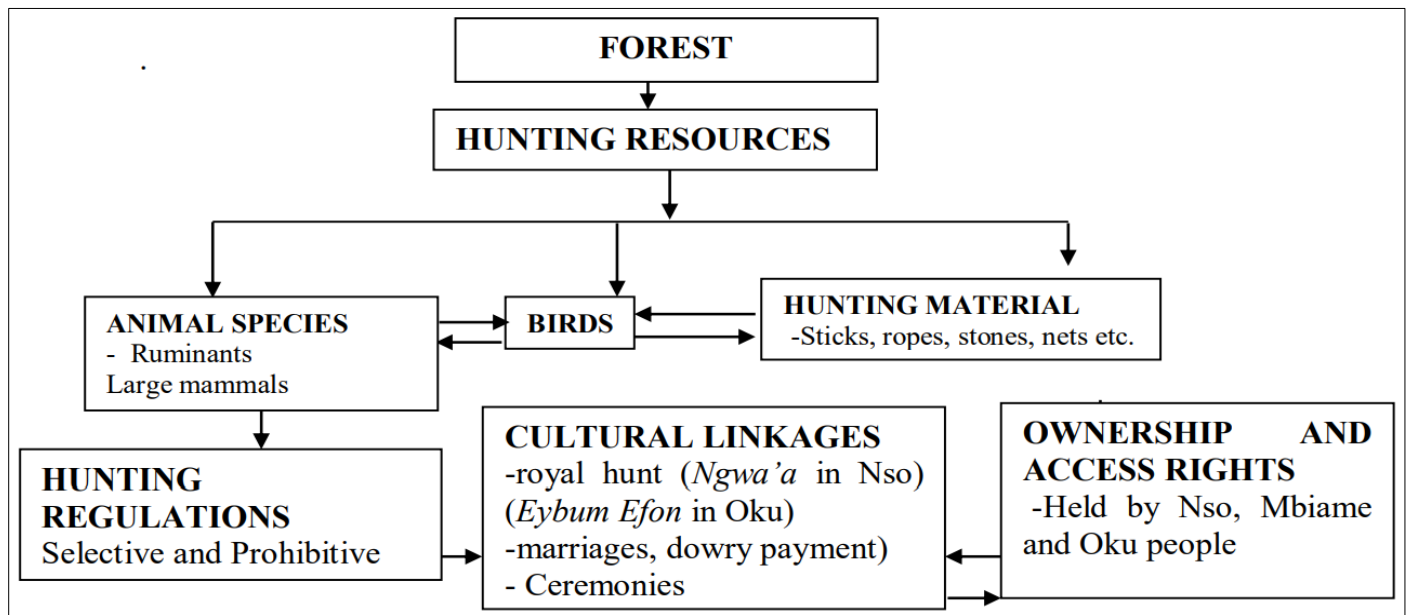 FOREST
HUNTING RESOURCES
ANIMAL SPECIES
- Ruminants
Large mammals
BIRDS
HUNTING MATERIAL
-Sticks, ropes, stones, nets etc.
HUNTING
REGULATIONS
Selective and Prohibitive
CULTURAL LINKAGES
-royal hunt (Ngwa’a in Nso)
(Eybum Efon in Oku)
-marriages, dowry payment)
- Ceremonies
OWNERSHIP AND
ACCESS RIGHTS
-Held by Nso, Mbiame
and Oku people